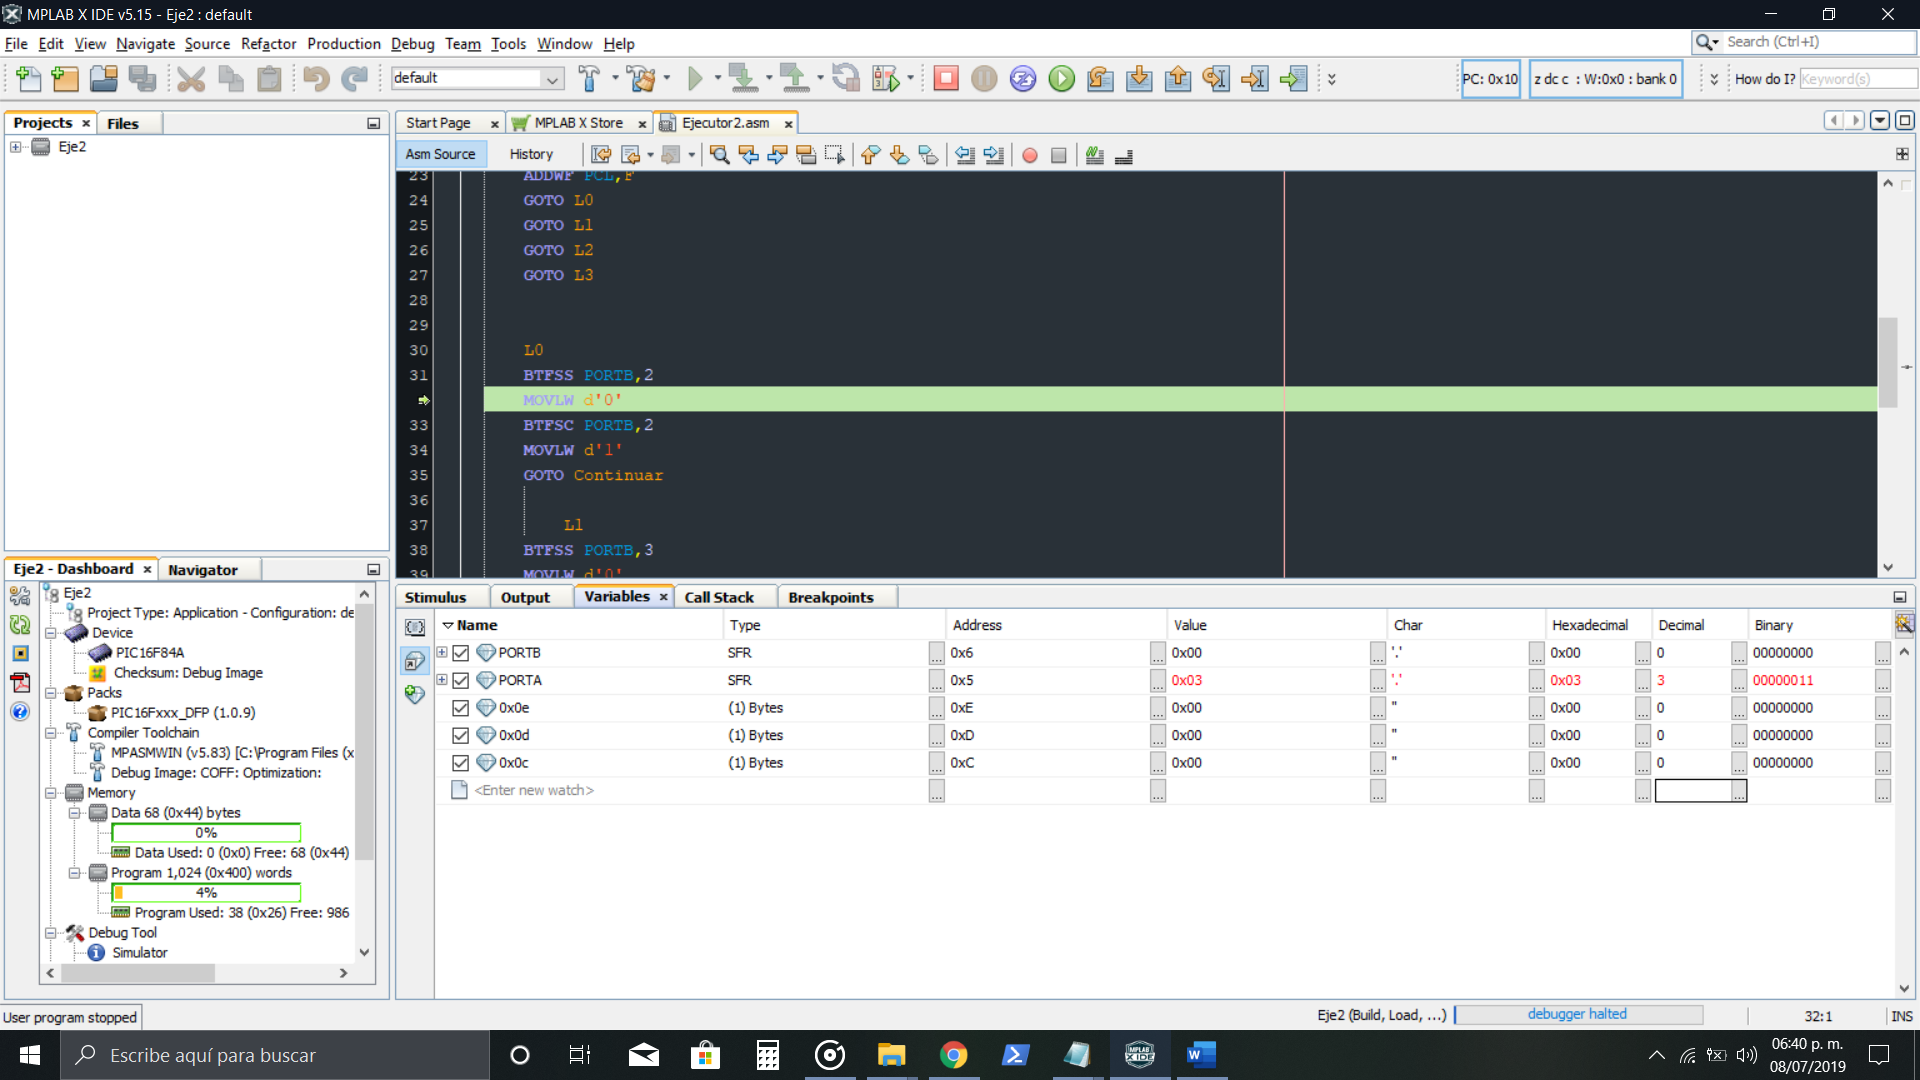 MPLAB X IDE v5.15 - Eje2 : default
File Edit View Navigate Source Refactor Production Debug Team Tools Window Help
Search (Ctrl+I)
default
PC: 0x10
z dc c : W:0x0 : bank 0
How do I?
Keyword(s)
Projects
Files
Eje2
Start Page
MPLAB X Store
Ejecutor2.asm
Asm Source
History
23 ADDWF PCL,F
24 GOTO L0
25 GOTO L1
26 GOTO L2
27 GOTO L3
28
29
30 L0
31 BTFSS PORTB,2
MOVLW d'0'
33 BTFSC PORTB,2
34 MOVLW d'1'
35 GOTO Continuar
36
37 L1
38 BTFSS PORTB,3
39 MOVLW d'0'
Eje2 - Dashboard
Navigator
Eje2
Project Type: Application - Configuration: de
Device
PIC16F84A
Checksum: Debug Image
Packs
PIC16Fxxx_DFP (1.0.9)
Compiler Toolchain
MPASMWIN (v5.83) [C:\Program Files (x
Debug Image: COFF: Optimization:
Memory
Data 68 (0x44) bytes
0%
Data Used: 0 (0x0) Free: 68 (0x44)
Program 1,024 (0x400) words
4%
Program Used: 38 (0x26) Free: 986
Debug Tool
Simulator
Stimulus Output Variables Call Stack Breakpoints
Name Type Address Value Char Hexadecimal Decimal Binary
PORTB SFR ... 0x6 ... 0x00 ... '.' ... 0x00 ... 0 ... 00000000 ...
PORTA SFR ... 0x5 ... 0x03 ... '.' ... 0x03 ... 3 ... 00000011 ...
0x0e (1) Bytes ... 0xE ... 0x00 ... '' ... 0x00 ... 0 ... 00000000 ...
0x0d (1) Bytes ... 0xD ... 0x00 ... '' ... 0x00 ... 0 ... 00000000 ...
0x0c (1) Bytes ... 0xC ... 0x00 ... '' ... 0x00 ... 0 ... 00000000 ...
<Enter new watch> ... ... ... ... ... ... ...
User program stopped
Eje2 (Build, Load, ...)
debugger halted
32:1
INS
Escribe aquí para buscar
MPLAB
X IDE
W
06:40 p. m.
08/07/2019